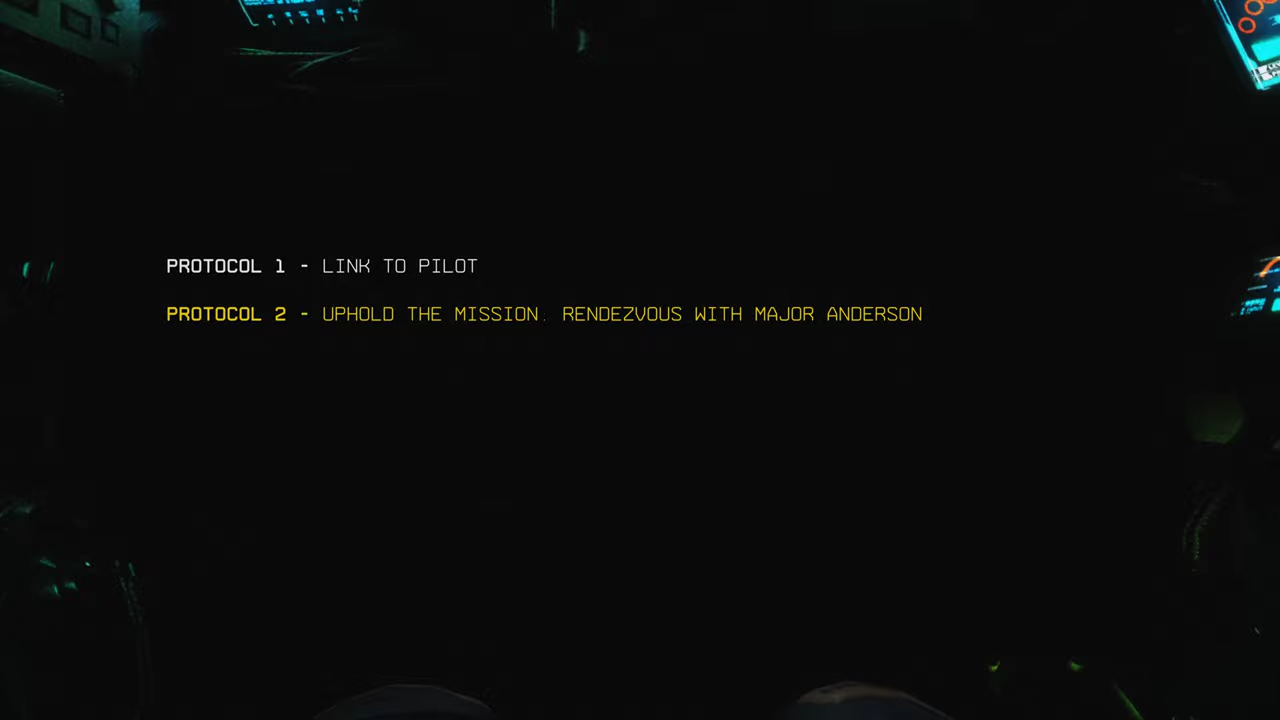 PROTOCOL 1 - LINK TO PILOT
PROTOCOL 2 - UPHOLD THE MISSION. RENDEZVOUS WITH MAJOR ANDERSON